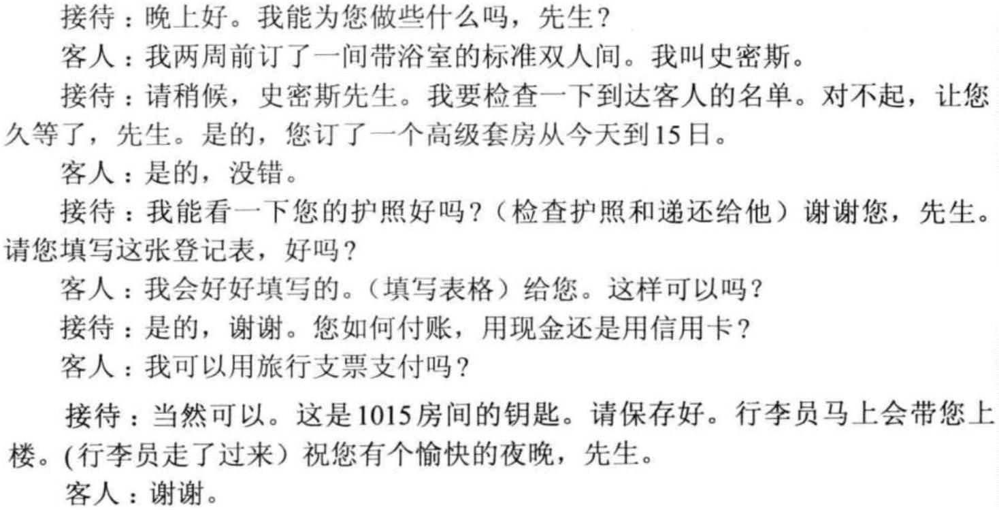 接待：晚上好。我能为您做些什么吗，先生？
客人：我两周前订了一间带浴室的标准双人间。我叫史密斯。
接待：请稍候，史密斯先生。我要检查一下到达客人的名单。对不起，让您
久等了，先生。是的，您订了一个高级套房从今天到15日。
客人：是的，没错。
接待：我能看一下您的护照好吗？（检查护照和递还给他）谢谢您，先生。
请您填写这张登记表，好吗？
客人：我会好好填写的。（填写表格）给您。这样可以吗？
接待：是的，谢谢。您如何付账，用现金还是用信用卡？
客人：我可以用旅行支票支付吗？
接待：当然可以。这是1015房间的钥匙。请保存好。行李员马上会带您上
楼。(行李员走了过来）祝您有个愉快的夜晚，先生。
客人：谢谢。